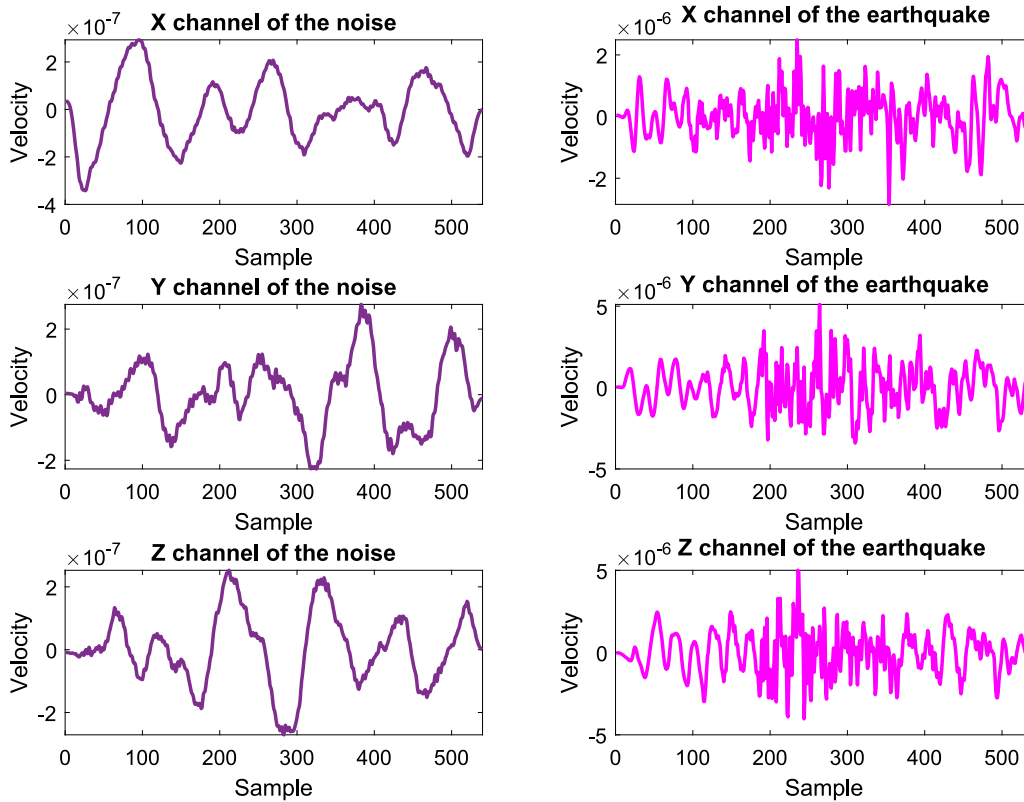 X channel of the noise
×10-7
2
0
-2
-4
Velocity
0 100 200 300 400 500
Sample
X channel of the earthquake
×10-6
2
0
-2
Velocity
0 100 200 300 400 500
Sample
Y channel of the noise
×10-7
2
0
-2
Velocity
0 100 200 300 400 500
Sample
Y channel of the earthquake
×10-6
5
0
-5
Velocity
0 100 200 300 400 500
Sample
Z channel of the noise
×10-7
2
0
-2
Velocity
0 100 200 300 400 500
Sample
Z channel of the earthquake
×10-6
5
0
-5
Velocity
0 100 200 300 400 500
Sample